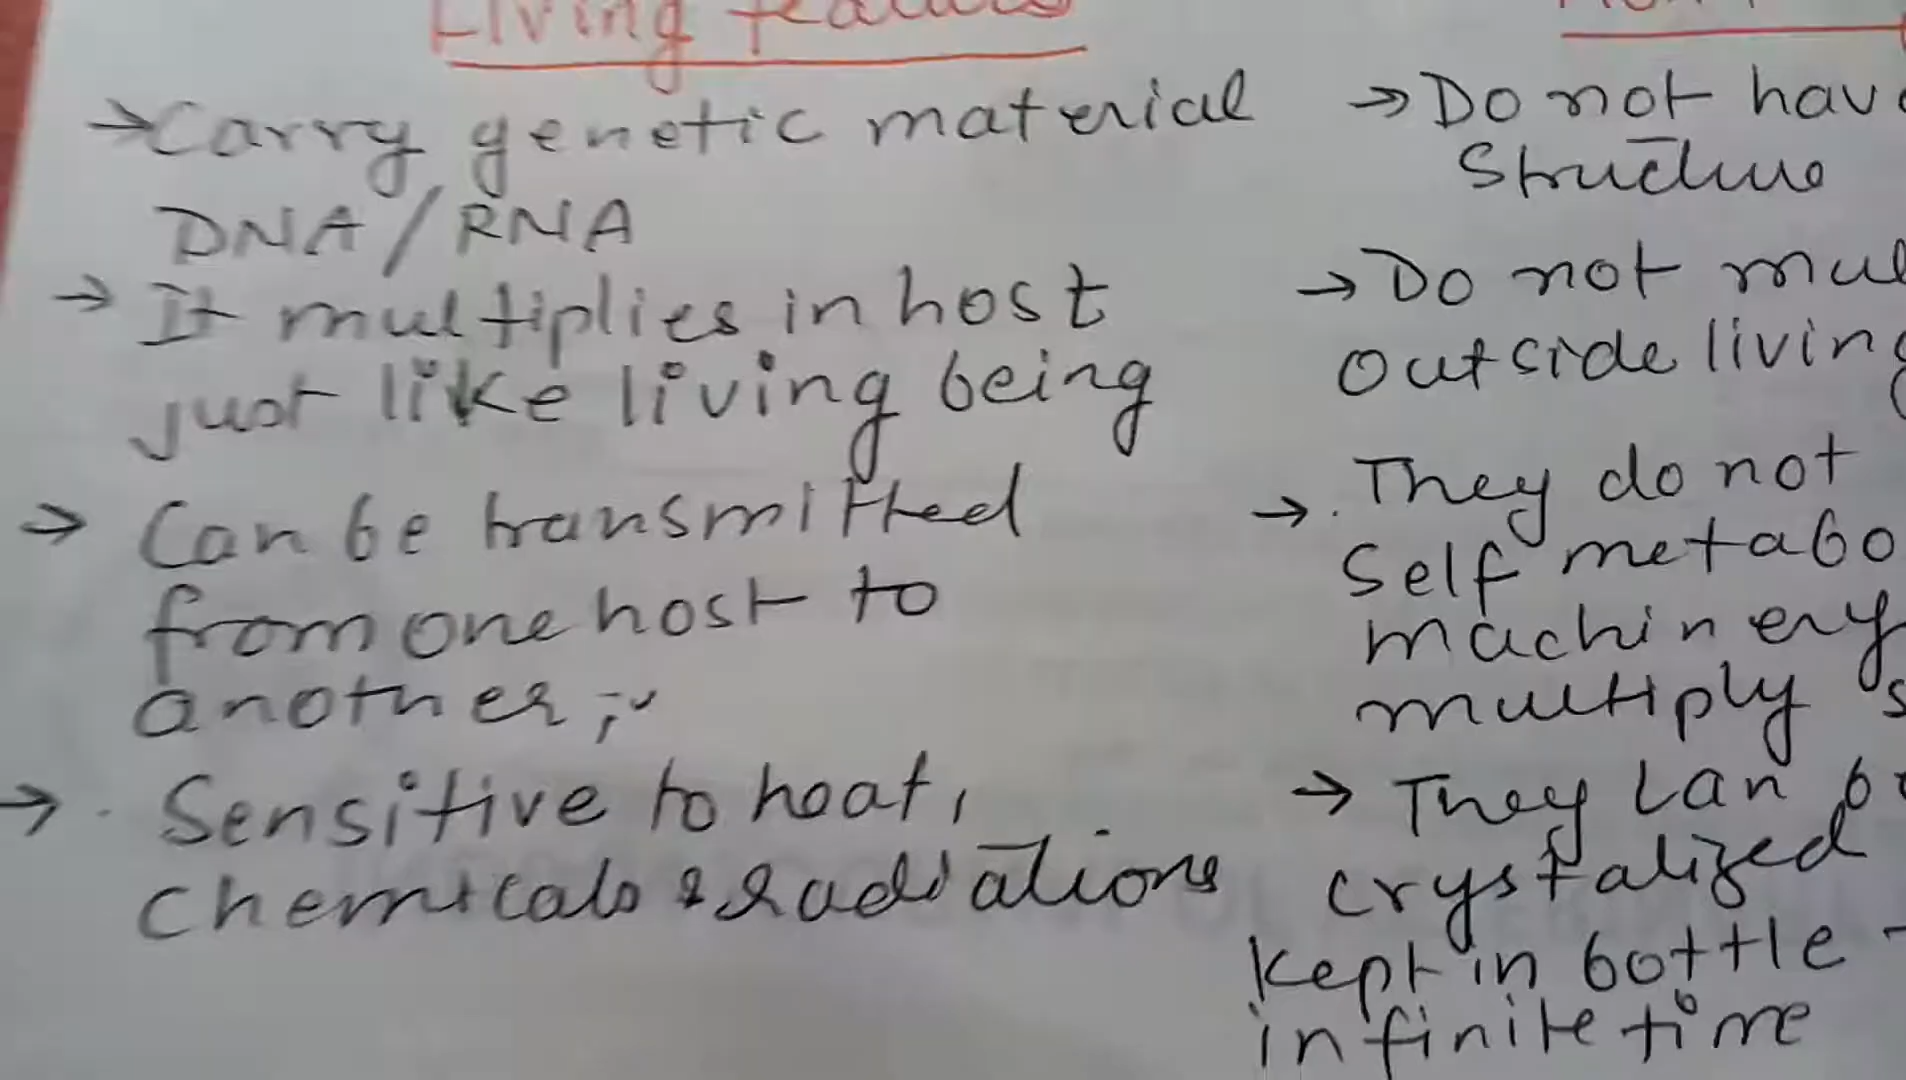 Living features
→ Carry genetic material
DNA/RNA
→ It multiplies in host
just like living being
→ Can be transmitted
from one host to
another;
→ Sensitive to heat,
chemicals & radiations
→ Do not
Structure
→ Do not
outside
→ They do not
Self
machinery
multiply
→ They can
crystalized
kept in bottle
infinite time